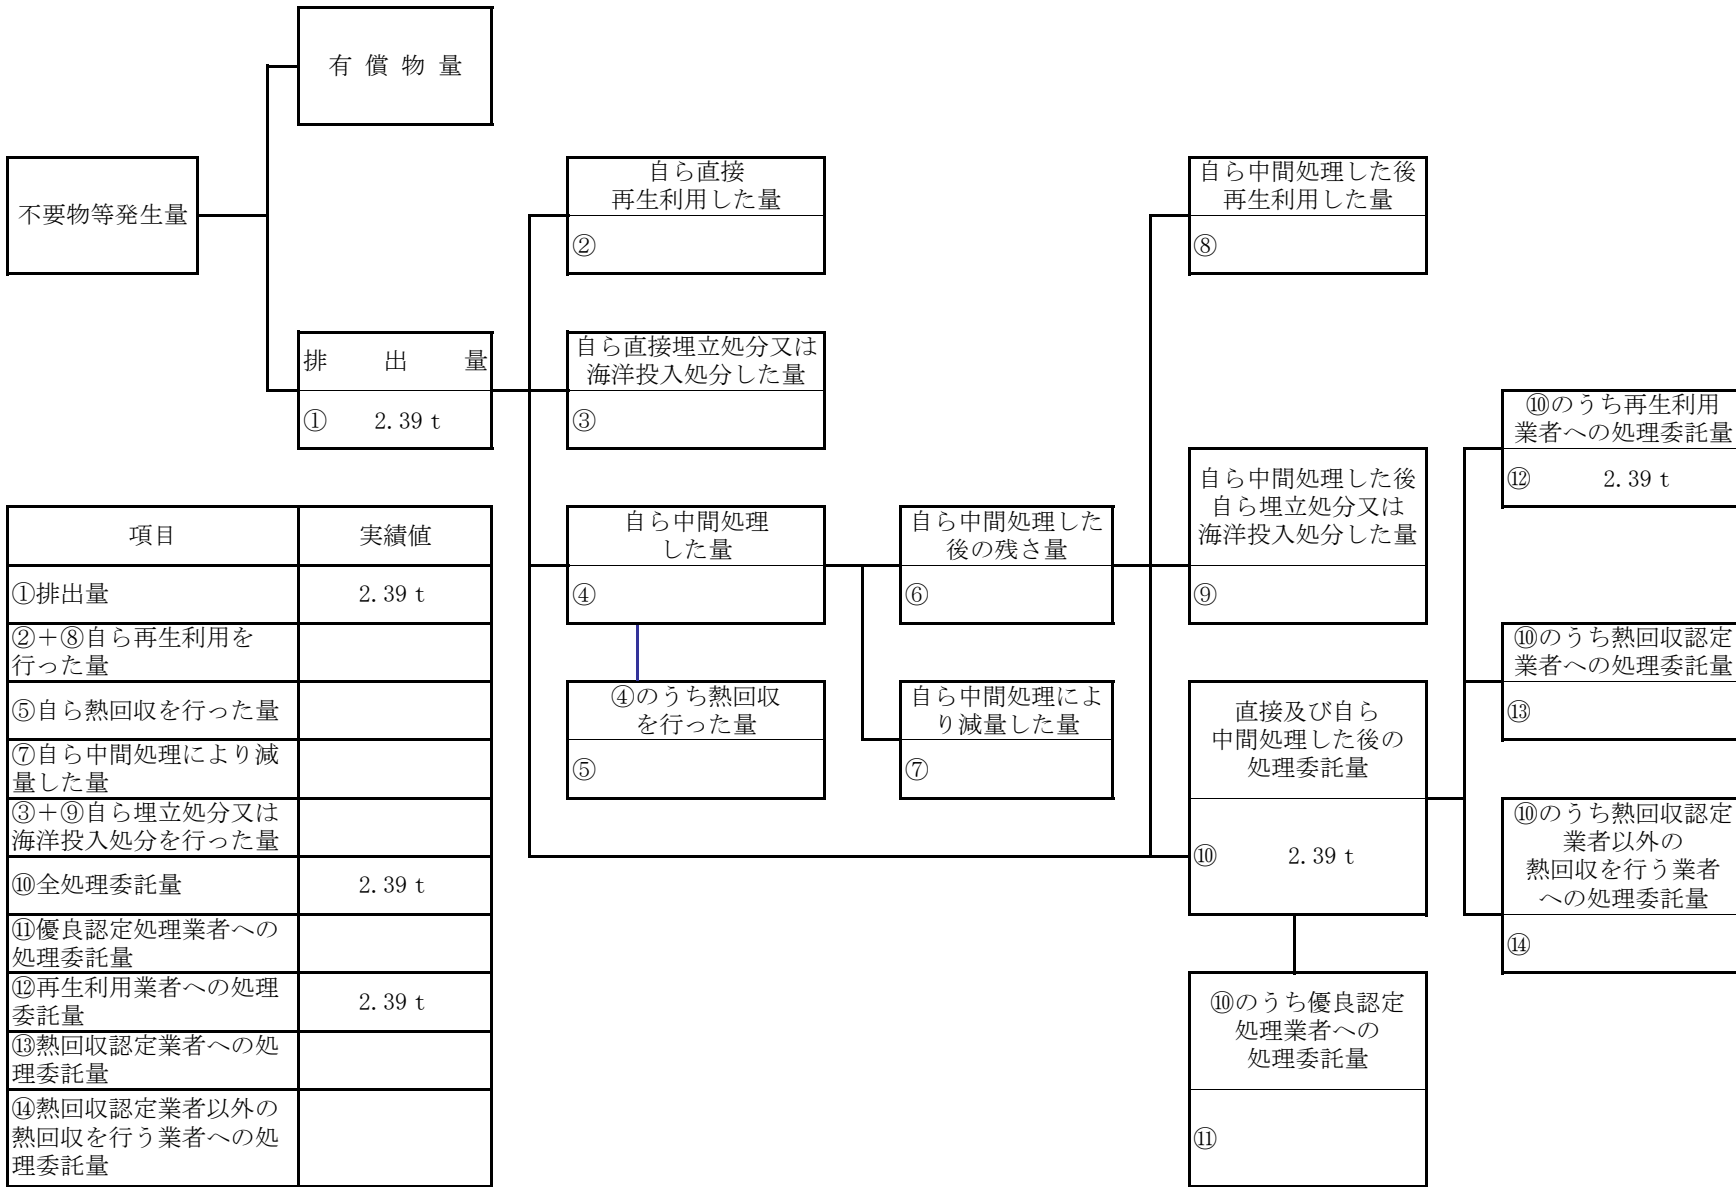 有 償 物 量
不要物等発生量
自ら直接
再生利用した量
②
自ら中間処理した後
再生利用した量
⑧
排 出 量
① 2.39 t
自ら直接埋立処分又は
海洋投入処分した量
③
⑩のうち再生利用
業者への処理委託量
⑫ 2.39 t
自ら中間処理した後
自ら埋立処分又は
海洋投入処分した量
⑨
自ら中間処理
した量
④
自ら中間処理した
後の残さ量
⑥
⑩のうち熱回収認定
業者への処理委託量
⑬
④のうち熱回収
を行った量
⑤
自ら中間処理によ
り減量した量
⑦
直接及び自ら
中間処理した後の
処理委託量
⑩ 2.39 t
⑩のうち熱回収認定
業者以外の
熱回収を行う業者
への処理委託量
⑭
⑩のうち優良認定
処理業者への
処理委託量
⑪
項目 実績値
①排出量 2.39 t
②+⑧自ら再生利用を
行った量
⑤自ら熱回収を行った量
⑦自ら中間処理により減
量した量
③+⑨自ら埋立処分又は
海洋投入処分を行った量
⑩全処理委託量 2.39 t
⑪優良認定処理業者への
処理委託量
⑫再生利用業者への処理
委託量 2.39 t
⑬熱回収認定業者への処
理委託量
⑭熱回収認定業者以外の
熱回収を行う業者への処
理委託量